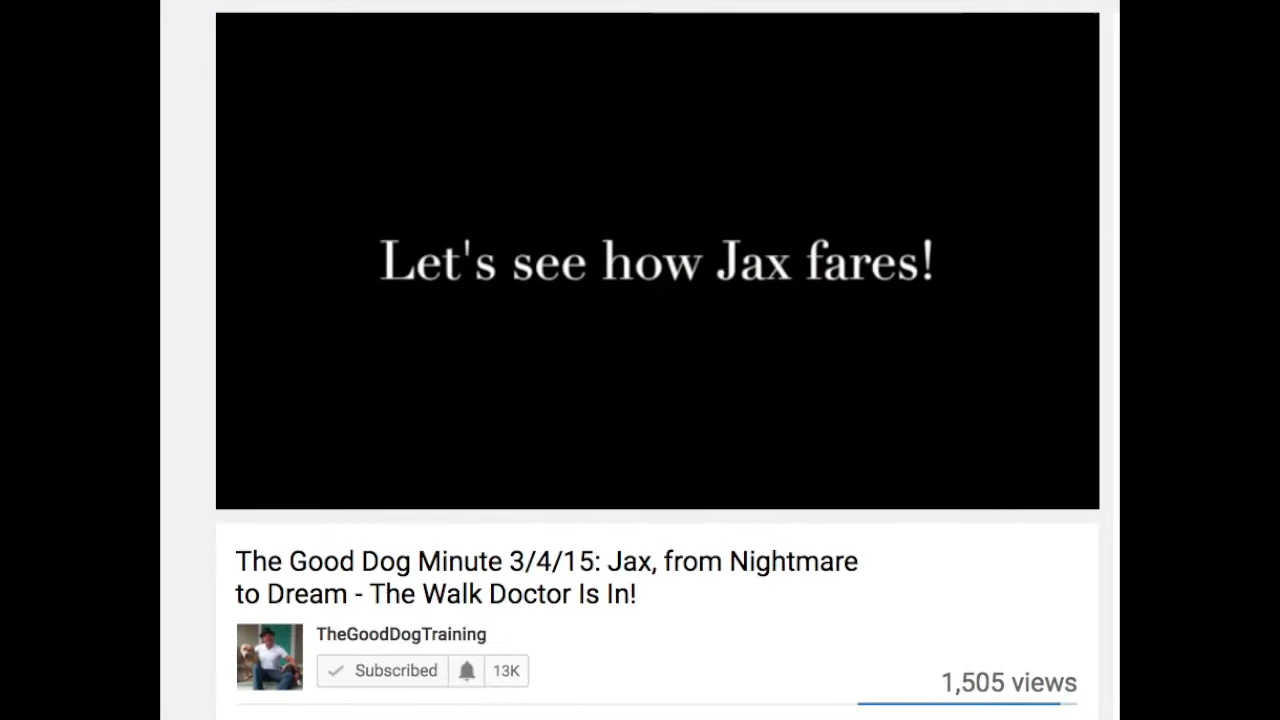 Let's see how Jax fares!
The Good Dog Minute 3/4/15: Jax, from Nightmare
to Dream - The Walk Doctor Is In!
TheGoodDogTraining
Subscribed 13K
1,505 views